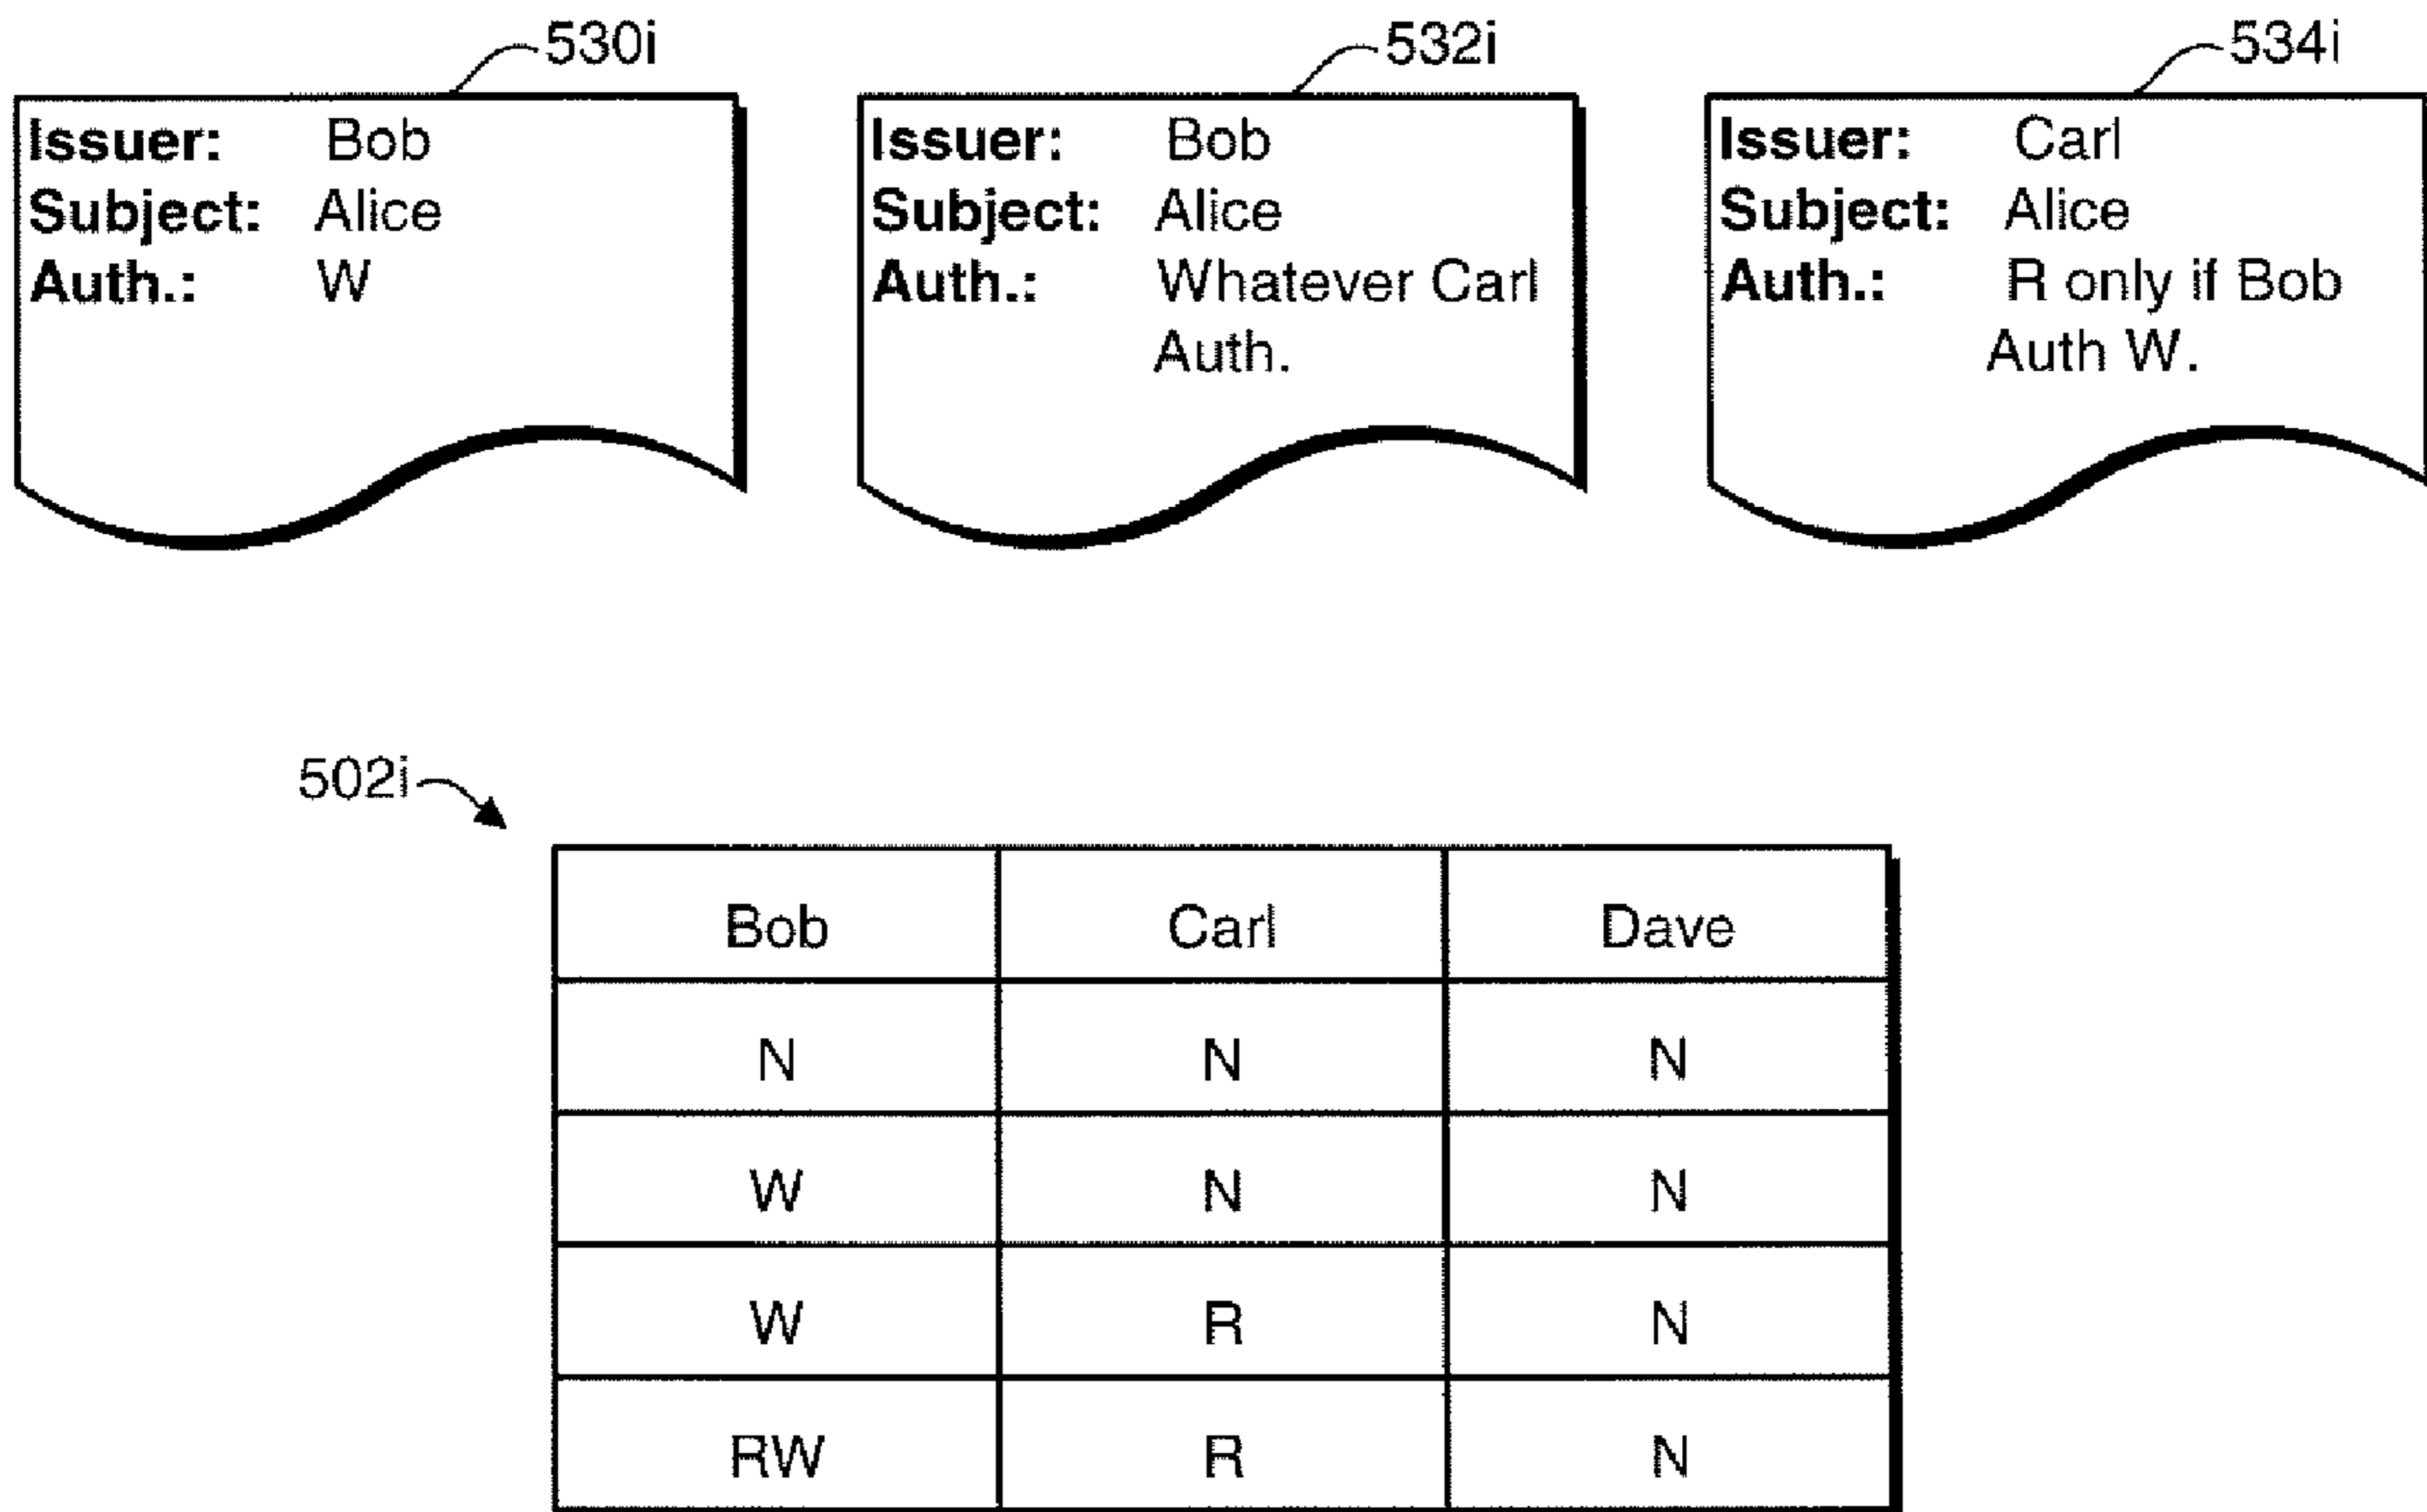 530i 532i 534i
Issuer: Bob
Subject: Alice
Auth.: W
Issuer: Bob
Subject: Alice
Auth.: Whatever Carl
Auth.
Issuer: Carl
Subject: Alice
Auth.: R only if Bob
Auth W.
502i
Bob Carl Dave
N N N
W N N
W R N
RW R N